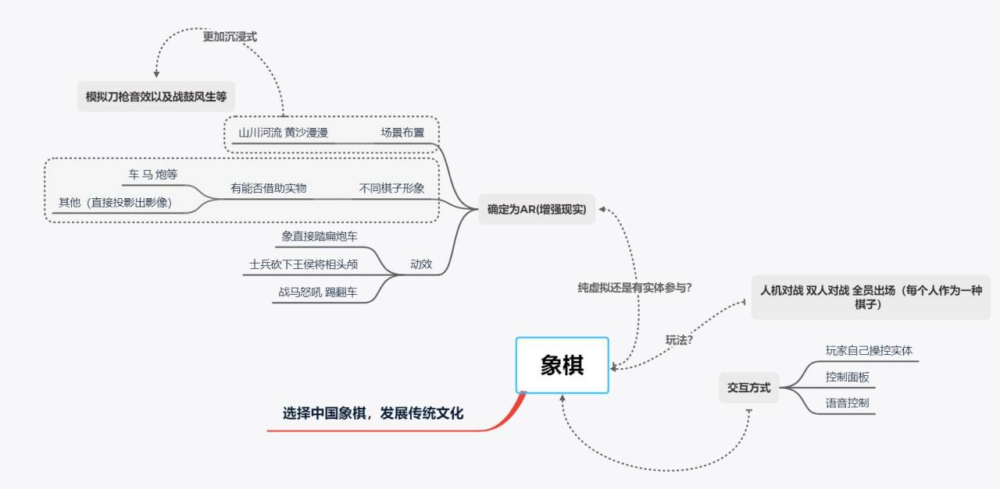 更加沉浸式
模拟刀枪音效以及战鼓风生等
山川河流 黄沙漫漫
场景布置
车 马 炮等
其他（直接投影出影像）
有能否借助实物
不同棋子形象
象直接踏扁炮车
士兵砍下王侯将相头颅
战马怒吼 踢翻车
动效
确定为AR(增强现实)
纯虚拟还是有实体参与？
人机对战 双人对战 全员出场（每个人作为一种
棋子）
玩法？
象棋
选择中国象棋，发展传统文化
交互方式
玩家自己操控实体
控制面板
语音控制